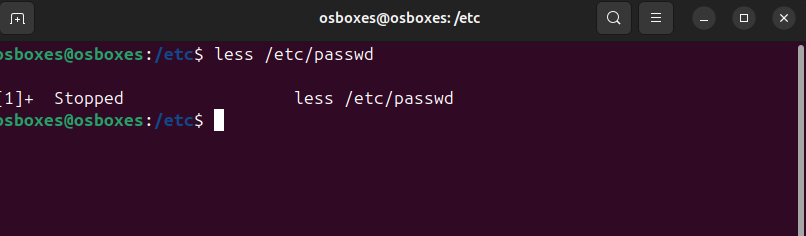 osboxes@osboxes: /etc
osboxes@osboxes:/etc$ less /etc/passwd
[1]+  Stopped                 less /etc/passwd
osboxes@osboxes:/etc$